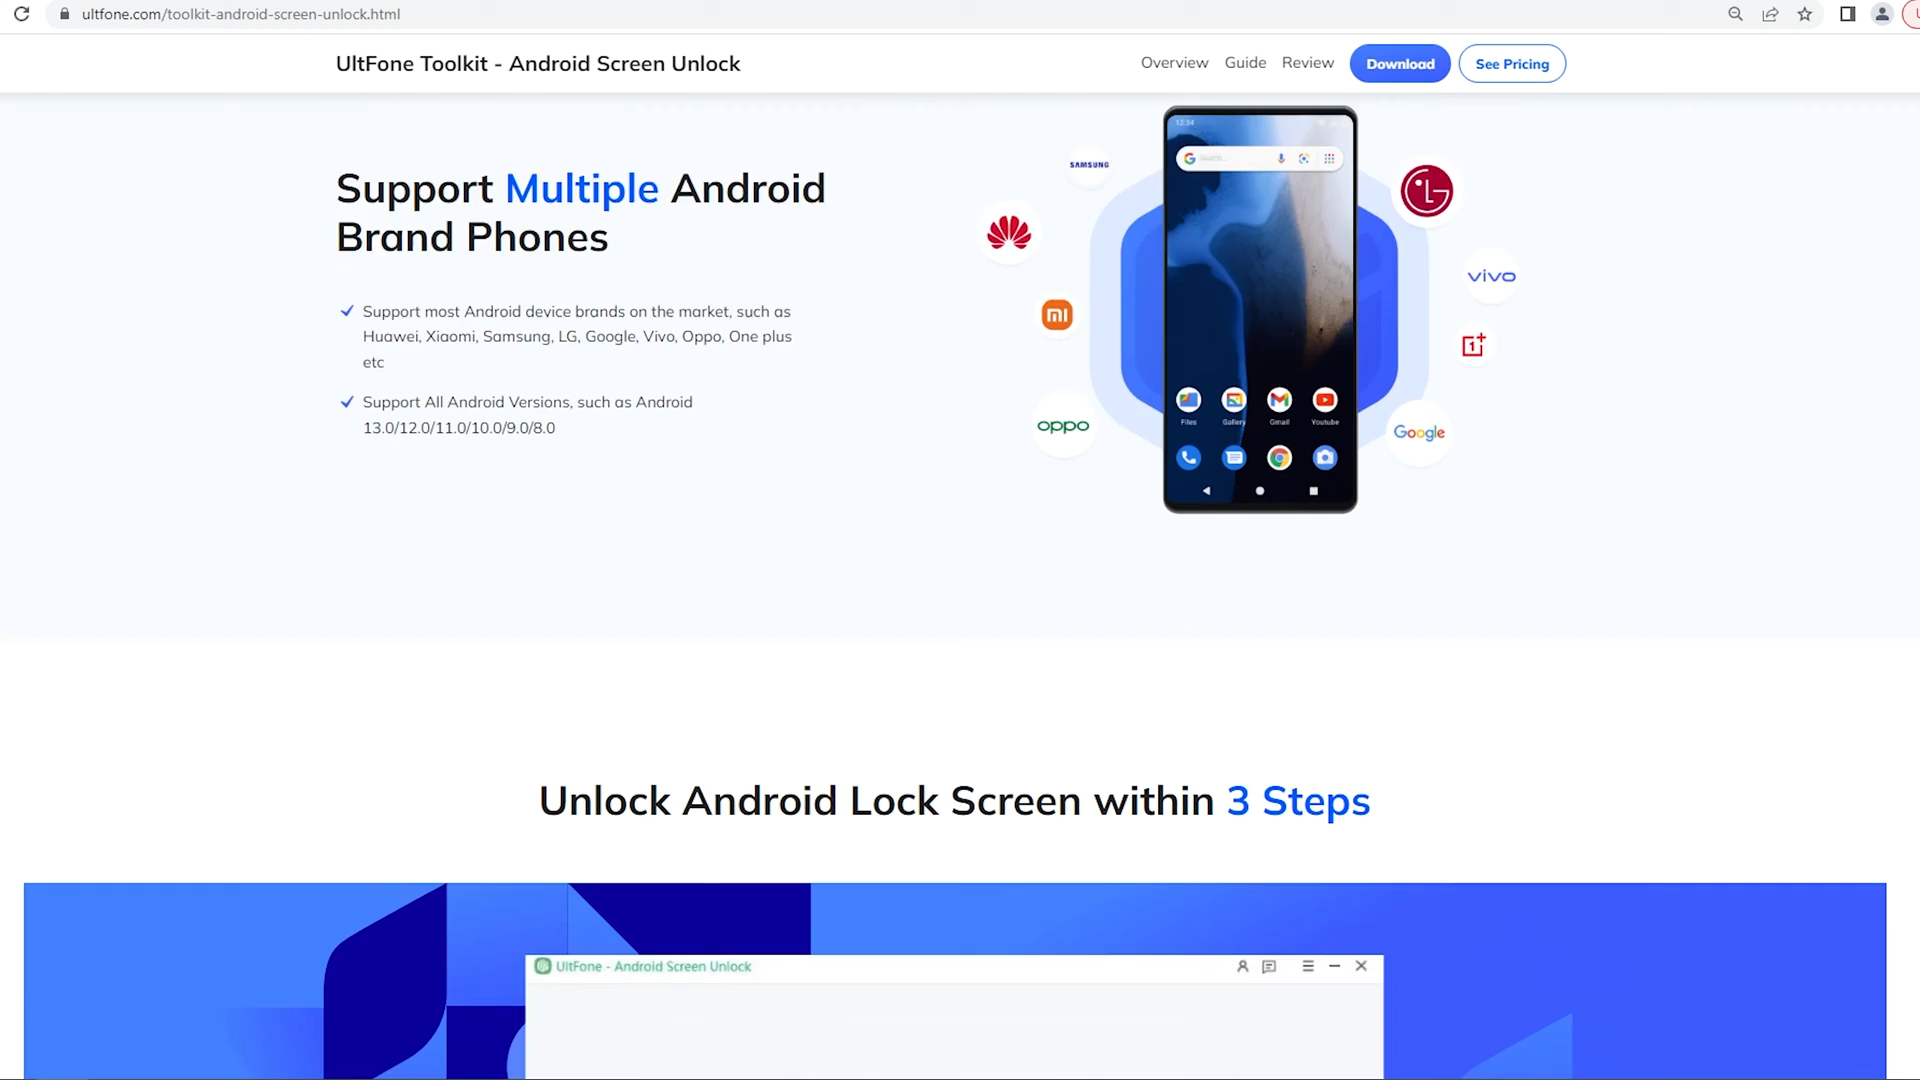 ultfone.com/toolkit-android-screen-unlock.html
UltFone Toolkit - Android Screen Unlock
Overview
Guide
Review
Download
See Pricing
Support Multiple Android
Brand Phones
Support most Android device brands on the market, such as
Huawei, Xiaomi, Samsung, LG, Google, Vivo, Oppo, One plus
etc
Support All Android Versions, such as Android
13.0/12.0/11.0/10.0/9.0/8.0
SAMSUNG
LG
vivo
oppo
Google
12:34
Files
Gallery
Gmail
Youtube
Unlock Android Lock Screen within 3 Steps
UltFone - Android Screen Unlock